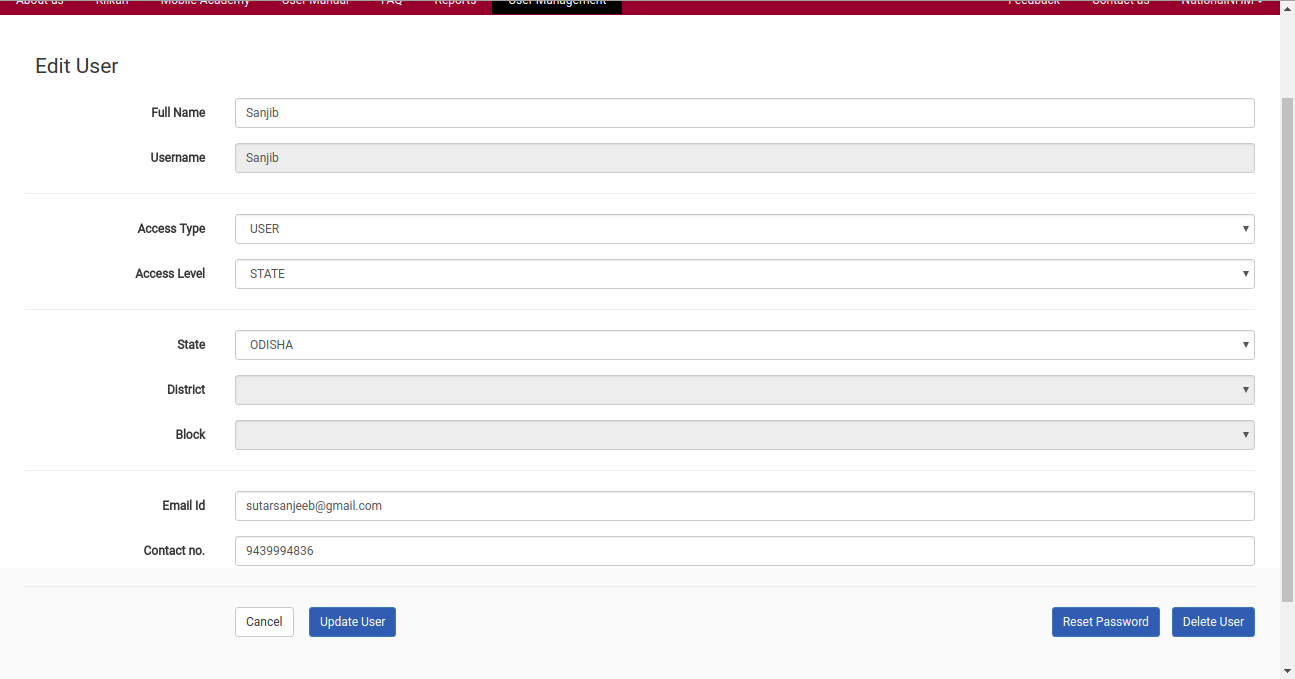 About us Kilkari Mobile Academy User Manual FAQ Reports User Management Feedback Contact us NationalNHM
Edit User
Full Name Sanjib
Username Sanjib
Access Type USER
Access Level STATE
State ODISHA
District
Block
Email Id sutarsanjeeb@gmail.com
Contact no. 9439994836
Cancel Update User Reset Password Delete User